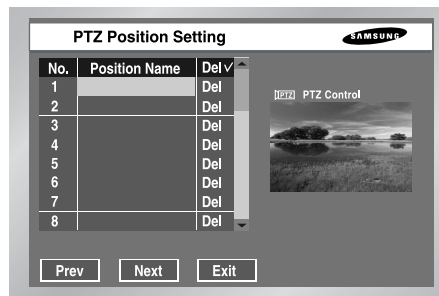 PTZ Position Setting
SAMSUNG
No. Position Name Del ✓
1 Del
2 Del
3 Del
4 Del
5 Del
6 Del
7 Del
8 Del
[PTZ] PTZ Control
Prev Next Exit